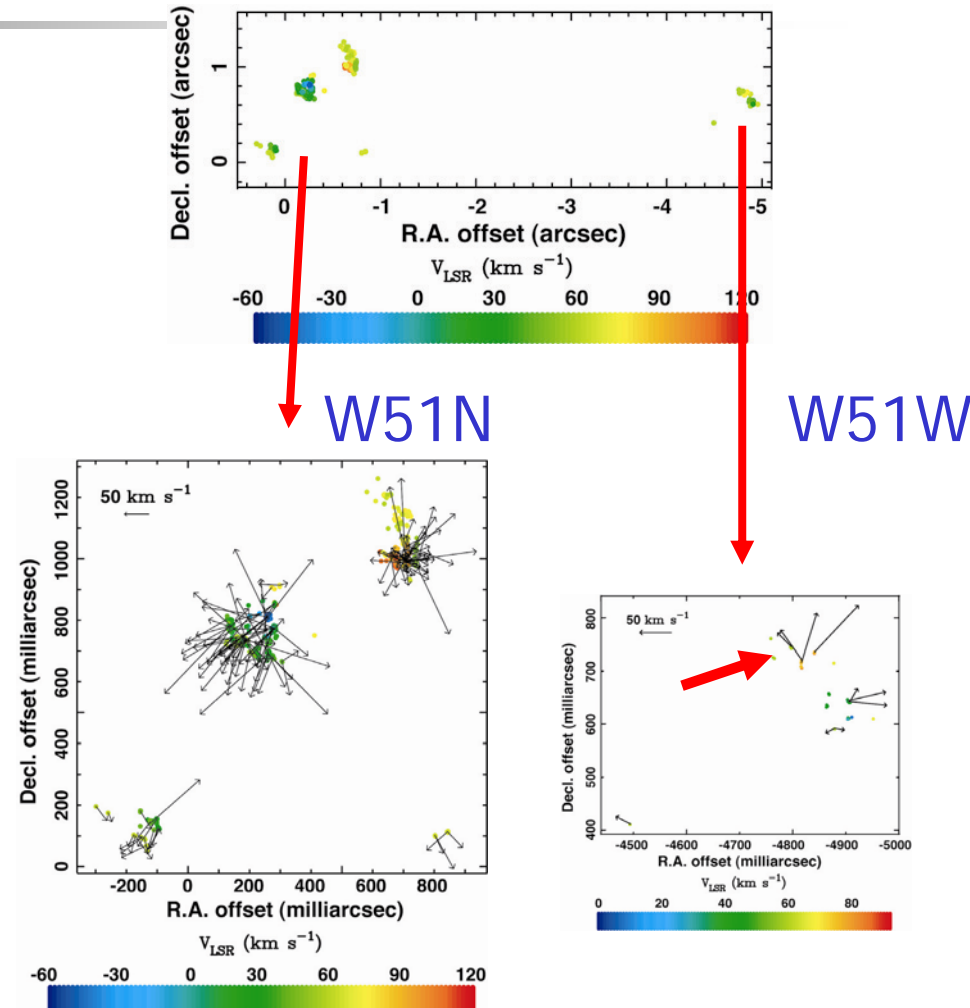 Decl. offset (arcsec)
1
0
0 -1 -2 -3 -4 -5
R.A. offset (arcsec)
V_LSR (km s⁻¹)
-60 -30 0 30 60 90 120
W51N
W51W
50 km s⁻¹
Decl. offset (milliarcsec)
1200
1000
800
600
400
200
0
-200 0 200 400 600 800
R.A. offset (milliarcsec)
V_LSR (km s⁻¹)
-60 -30 0 30 60 90 120
50 km s⁻¹
Decl. offset (milliarcsec)
800
700
600
500
400
-4500 -4600 -4700 -4800 -4900 -5000
R.A. offset (milliarcsec)
V_LSR (km s⁻¹)
0 20 40 60 80